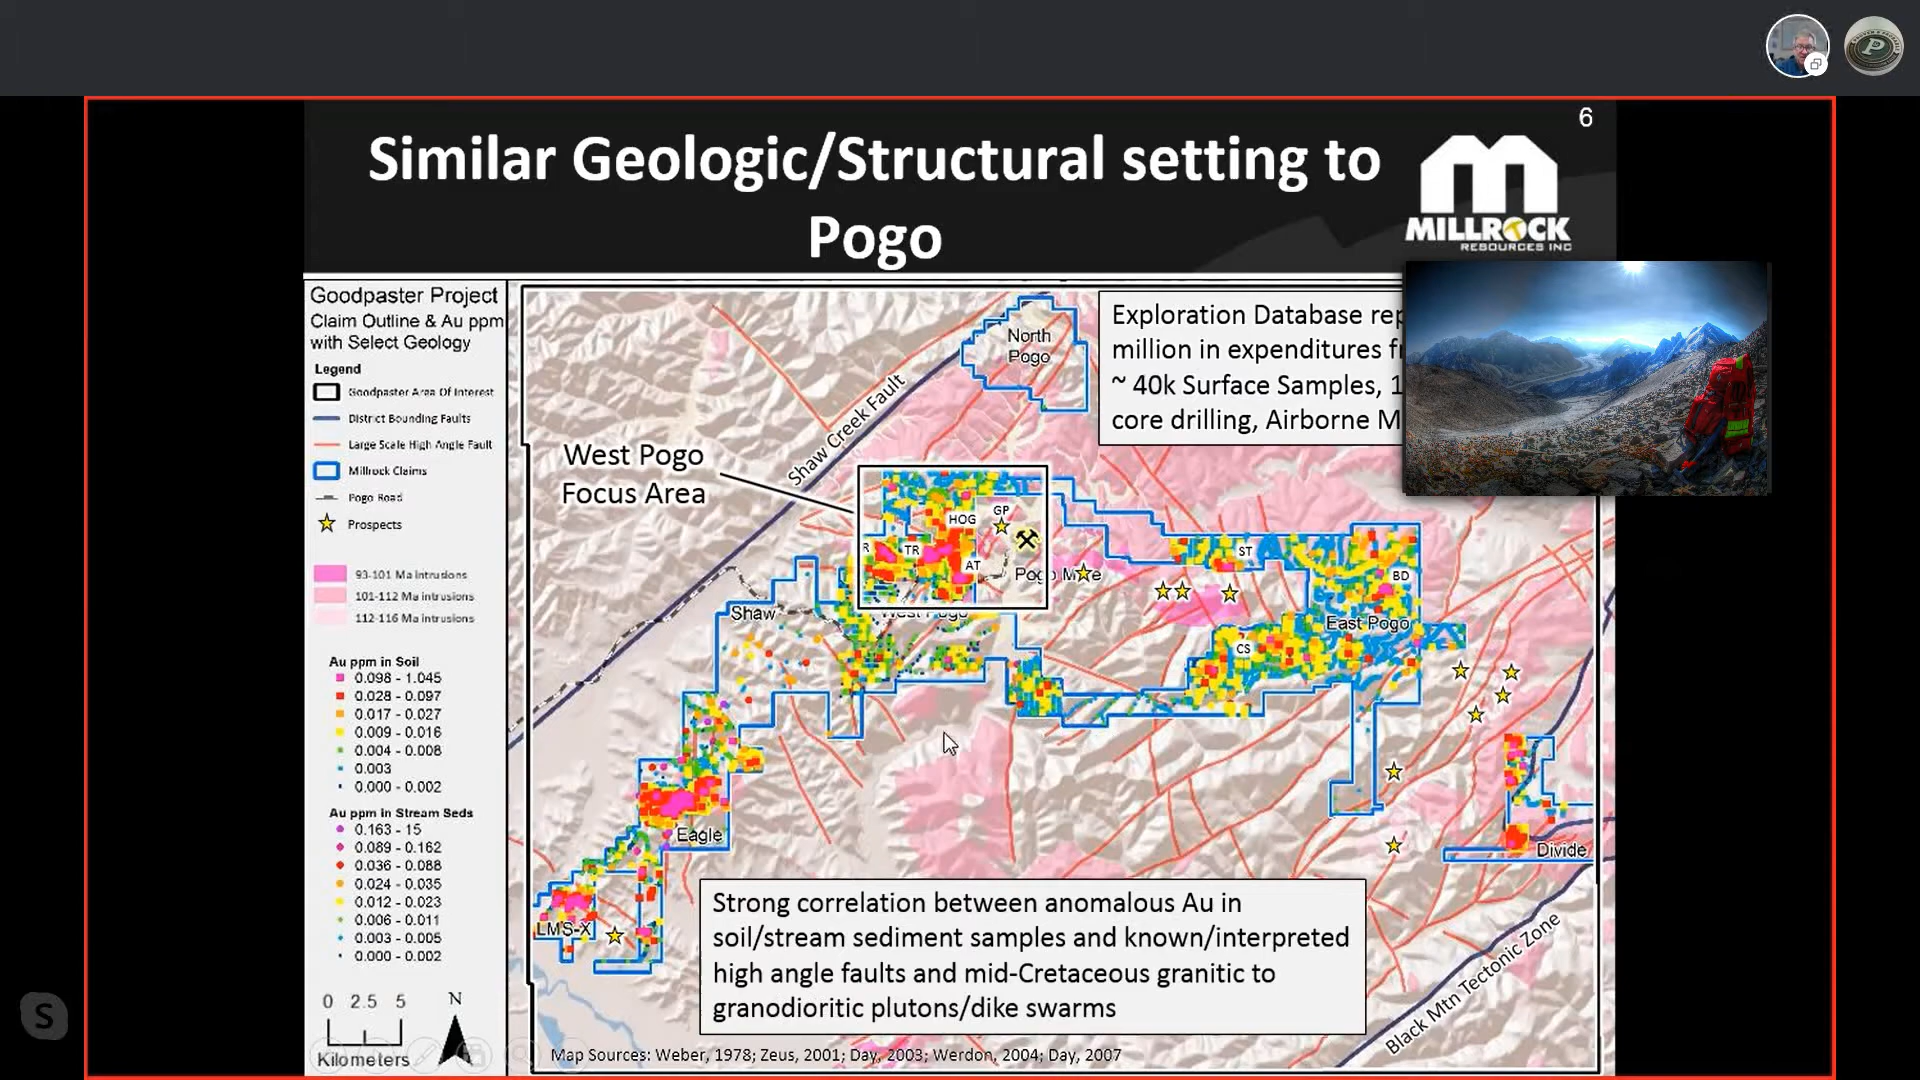 6
Similar Geologic/Structural setting to
Pogo
MILLROCK
RESOURCES INC
Goodpaster Project
Claim Outline & Au ppm
with Select Geology
Legend
Goodpaster Area Of Interest
District Bounding Faults
Large Scale High Angle Fault
Millrock Claims
Pogo Road
Prospects
93-101 Ma intrusions
101-112 Ma intrusions
112-116 Ma intrusions
Au ppm in Soil
0.098 - 1.045
0.028 - 0.097
0.017 - 0.027
0.009 - 0.016
0.004 - 0.008
0.003
0.000 - 0.002
Au ppm in Stream Seds
0.163 - 15
0.089 - 0.162
0.036 - 0.088
0.024 - 0.035
0.012 - 0.023
0.006 - 0.011
0.003 - 0.005
0.000 - 0.002
0 2.5 5
Kilometers
N
North
Pogo
Shaw Creek Fault
West Pogo
Focus Area
Exploration Database
million in expenditures
~ 40k Surface Samples,
core drilling, Airborne
HOG
GP
R
TR
AT
Pogo Mine
West Pogo
Shaw
ST
BD
East Pogo
CS
Eagle
LMS-X
Divide
Black Mtn Tectonic Zone
Strong correlation between anomalous Au in
soil/stream sediment samples and known/interpreted
high angle faults and mid-Cretaceous granitic to
granodioritic plutons/dike swarms
Map Sources: Weber, 1978; Zeus, 2001; Day, 2003; Werdon, 2004; Day, 2007
P
S